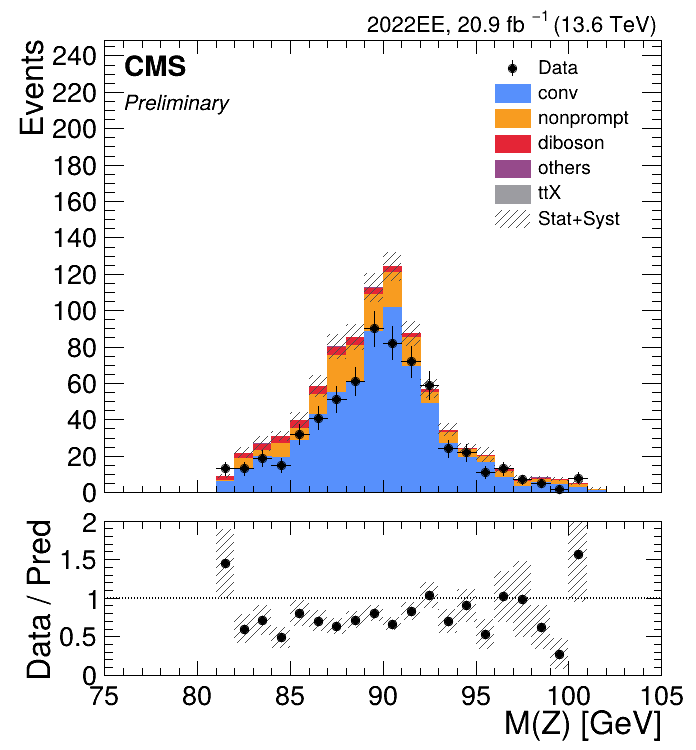 2022EE, 20.9 fb⁻¹ (13.6 TeV)
CMS
Preliminary
Events
240
220
200
180
160
140
120
100
80
60
40
20
0
Data
conv
nonprompt
diboson
others
ttX
Stat+Syst
Data / Pred
2
1.5
1
0.5
0
75 80 85 90 95 100 105
M(Z) [GeV]